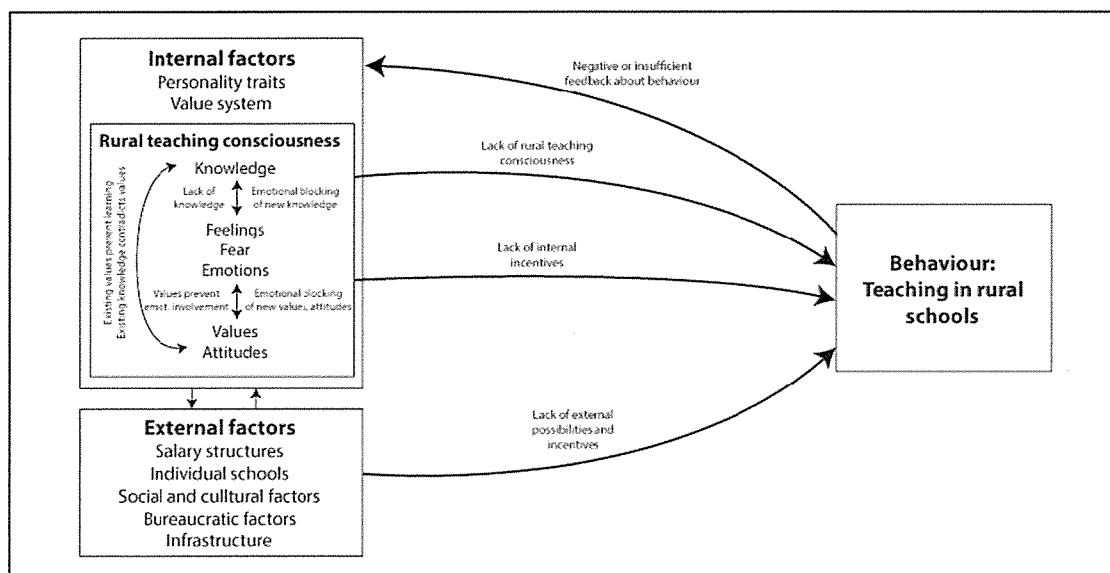 Internal factors
Personality traits
Value system
Rural teaching consciousness
Knowledge
Lack of
knowledge
Emotional blocking
of new knowledge
Feelings
Fear
Emotions
Values prevent
emot. involvement
Emotional blocking
of new values, attitudes
Values
Attitudes
Existing values prevent learning
Existing knowledge contradicts values
External factors
Salary structures
Individual schools
Social and culltural factors
Bureaucratic factors
Infrastructure
Negative or insufficient
feedback about behaviour
Lack of rural teaching
consciousness
Lack of internal
incentives
Lack of external
possibilities and
incentives
Behaviour:
Teaching in rural
schools